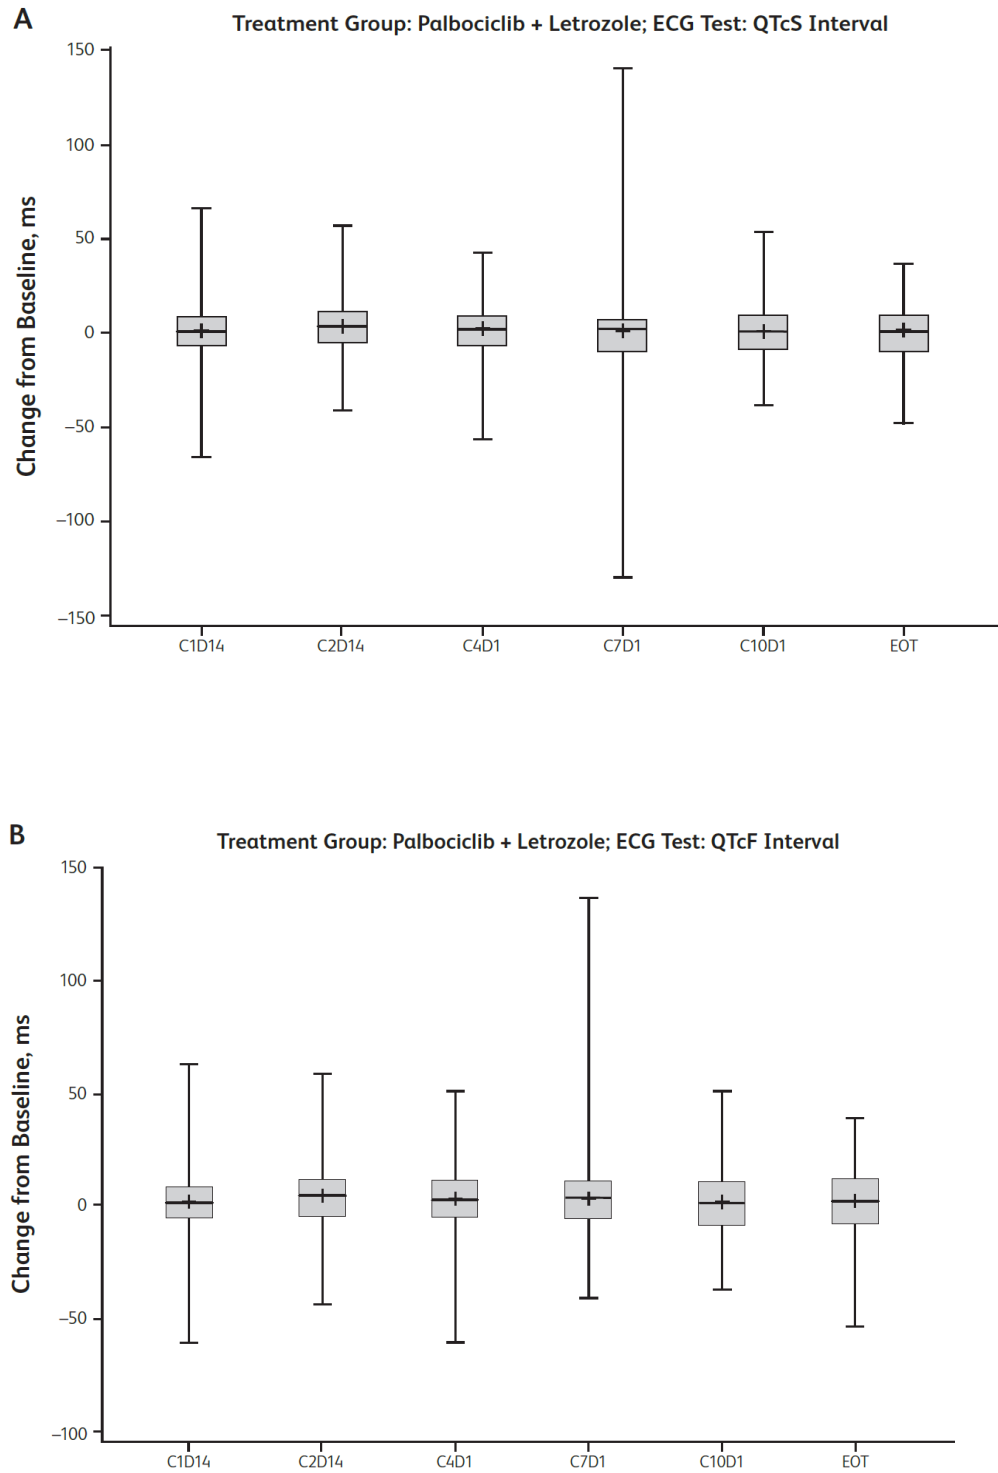 A
Treatment Group: Palbociclib + Letrozole; ECG Test: QTcS Interval
150
100
50
0
–50
–100
–150
Change from Baseline, ms
C1D14 C2D14 C4D1 C7D1 C10D1 EOT
B
Treatment Group: Palbociclib + Letrozole; ECG Test: QTcF Interval
150
100
50
0
–50
–100
Change from Baseline, ms
C1D14 C2D14 C4D1 C7D1 C10D1 EOT